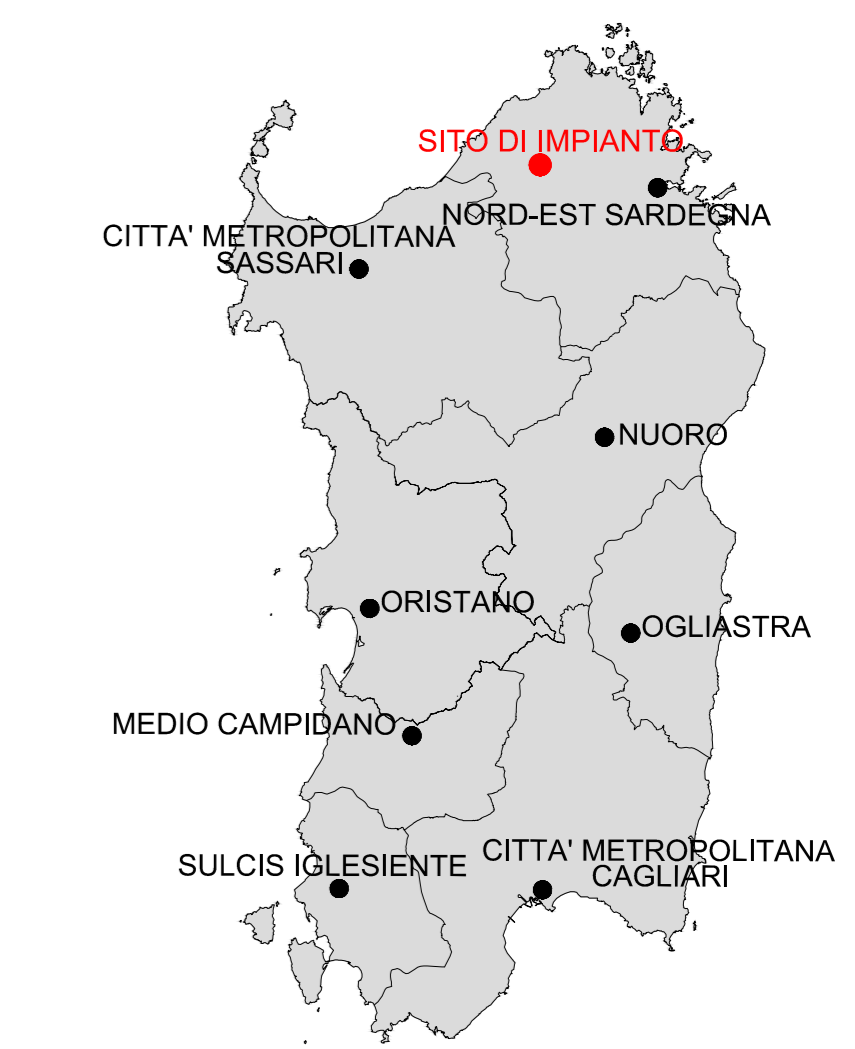 SITO DI IMPIANTO
NORD-EST SARDEGNA
CITTA' METROPOLITANA
SASSARI
NUORO
ORISTANO
OGLIASTRA
MEDIO CAMPIDANO
CITTA' METROPOLITANA
CAGLIARI
SULCIS IGLESIENTE